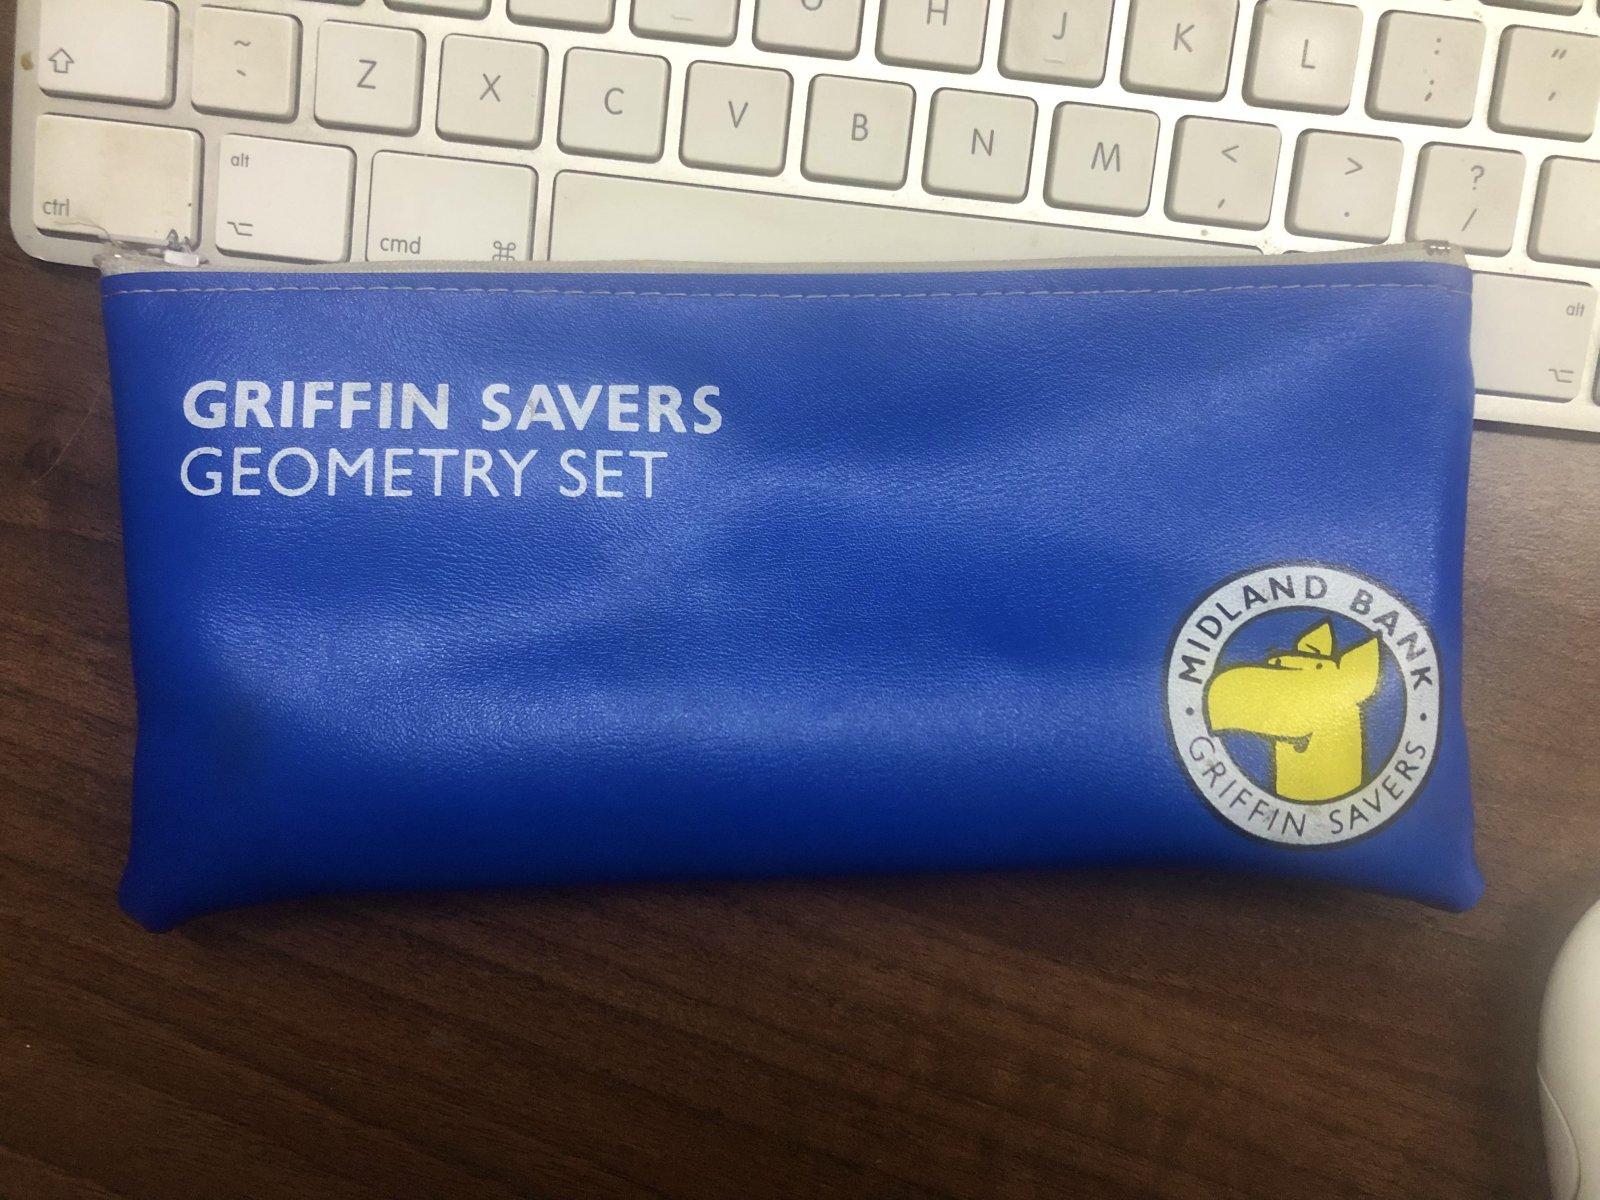 G H J K L : ;
" '
~ ` Z X C V B N M < , > . ? /
alt
ctrl
cmd ⌘
alt
GRIFFIN SAVERS
GEOMETRY SET
MIDLAND BANK
• GRIFFIN SAVERS •